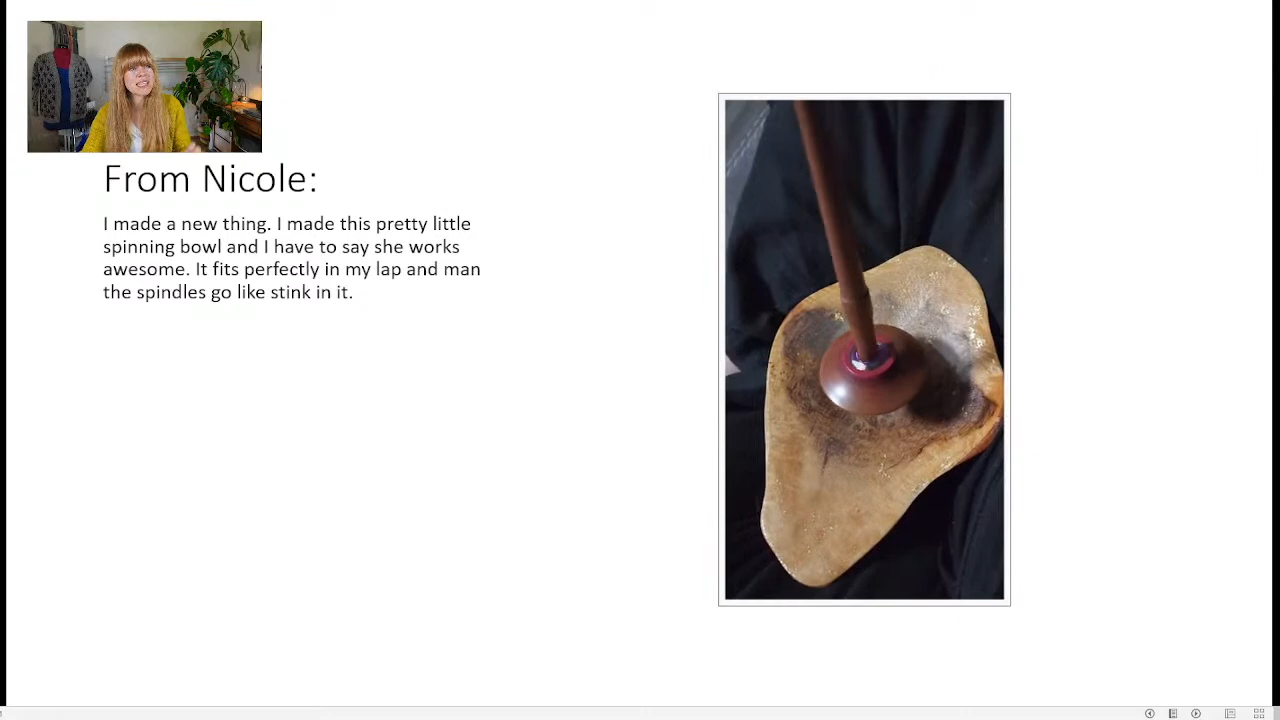 From Nicole:
I made a new thing. I made this pretty little
spinning bowl and I have to say she works
awesome. It fits perfectly in my lap and man
the spindles go like stink in it.